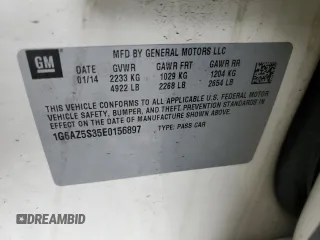 GM
MFD BY GENERAL MOTORS LLC
DATE GVWR GAWR FRT GAWR RR
01/14 2233 KG 1029 KG 1204 KG
4922 LB 2268 LB 2654 LB
THIS VEHICLE CONFORMS TO ALL APPLICABLE U.S. FEDERAL MOTOR
VEHICLE SAFETY, BUMPER, AND THEFT PREVENTION STANDARDS IN
EFFECT ON THE DATE OF MANUFACTURE SHOWN ABOVE.
1G6AZ5S35E0156897 TYPE: PASS CAR
AUTOHELPERBOT.COM